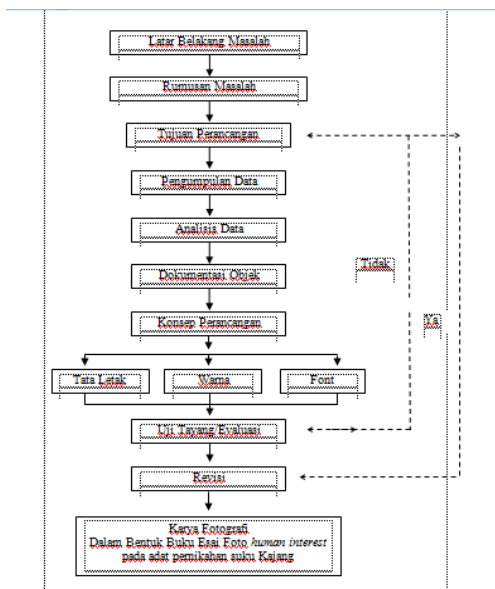 Latar Belakang Masalah
Rumusan Masalah
Tujuan Perancangan
Pengumpulan Data
Analisis Data
Dokumentasi Objek
Tidak
Konsep Perancangan
Ya
Tata Letak
Warna
Font
Uji Tayang/Evaluasi
Revisi
Karya Fotografi
Dalam Bentuk Buku Esai Foto human interest
pada adat pernikahan suku Kajang